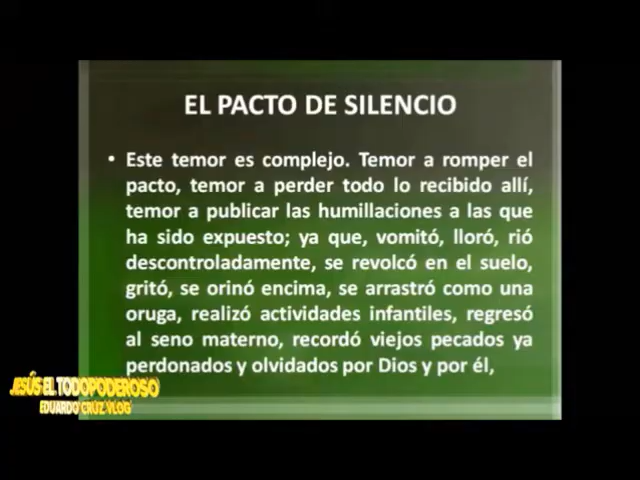 EL PACTO DE SILENCIO
• Este temor es complejo. Temor a romper el
pacto, temor a perder todo lo recibido allí,
temor a publicar las humillaciones a las que
ha sido expuesto; ya que, vomitó, lloró, rió
descontroladamente, se revolcó en el suelo,
gritó, se orinó encima, se arrastró como una
oruga, realizó actividades infantiles, regresó
al seno materno, recordó viejos pecados ya
perdonados y olvidados por Dios y por él,
JESÚS EL TODOPODEROSO
EDUARDO CRUZ VLOG